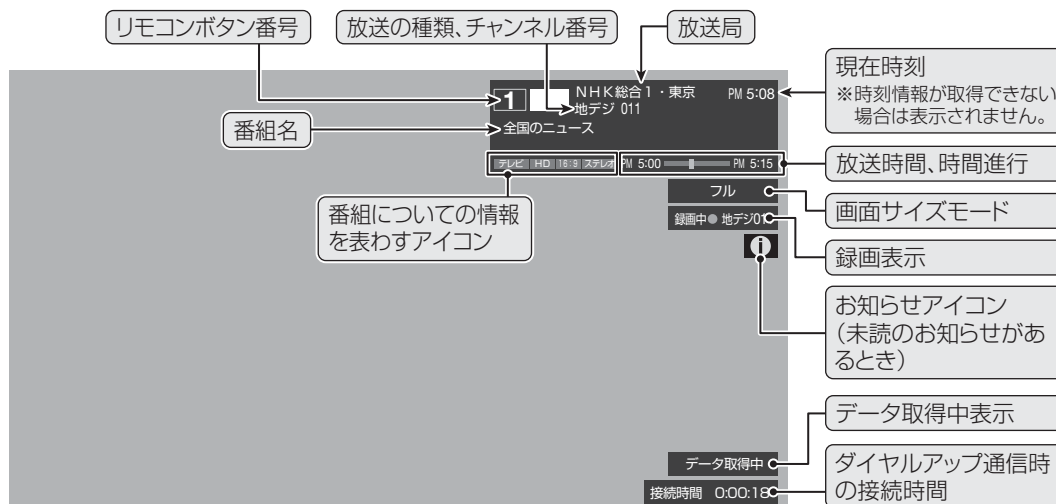 リモコンボタン番号
放送の種類、チャンネル番号
放送局
現在時刻
※時刻情報が取得できない
場合は表示されません。
1
NHK総合1・東京
PM 5:08
地デジ 011
番組名
全国のニュース
テレビ HD 16:9 ステレオ
PM 5:00
PM 5:15
放送時間、時間進行
フル
画面サイズモード
番組についての情報
を表わすアイコン
録画中● 地デジ01
録画表示
i
お知らせアイコン
（未読のお知らせがあ
るとき）
データ取得中
データ取得中表示
接続時間 0:00:18
ダイヤルアップ通信時
の接続時間